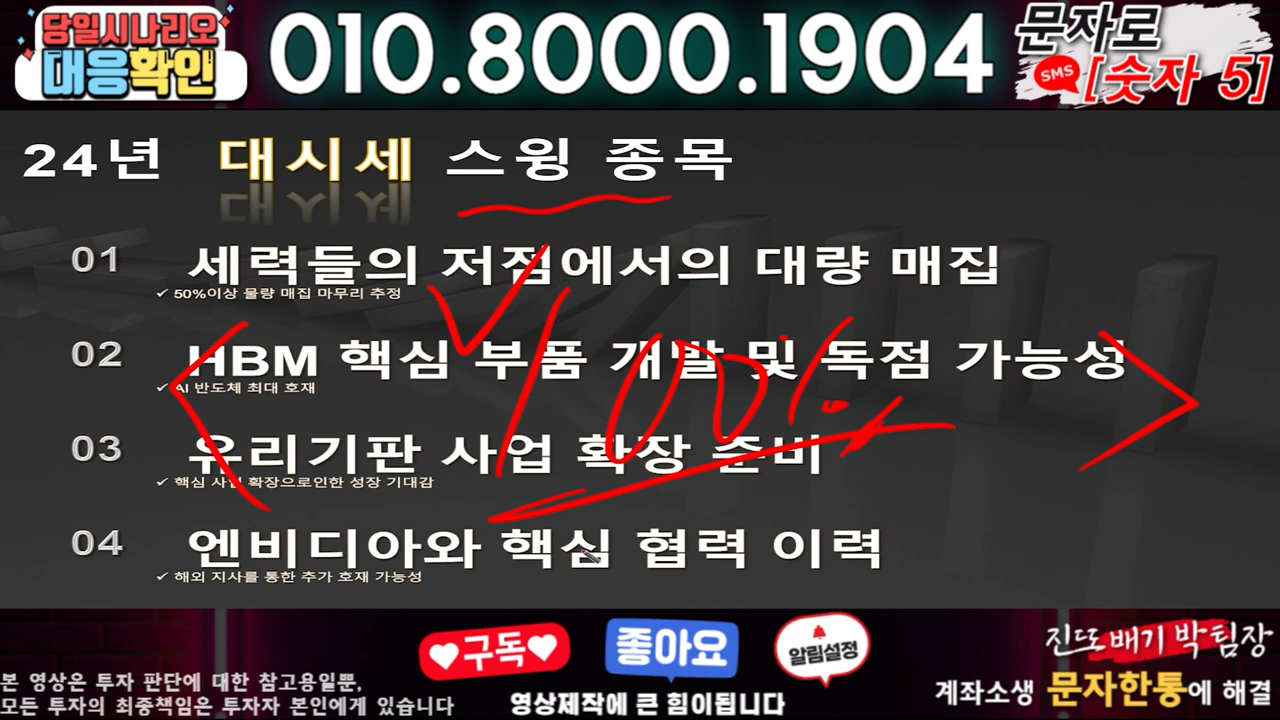 당일시나리오
대응확인
010.8000.1904
문자로
SMS [숫자 5]
24년 대시세 스윙 종목
01 세력들의 저점에서의 대량 매집
✓ 50%이상 물량 매집 마무리 추정
02 HBM 핵심 부품 개발 및 독점 가능성
✓ AI 반도체 최대 호재
100%
03 유리기판 사업 확장 준비
✓ 핵심 사업 확장으로인한 성장 기대감
04 엔비디아와 핵심 협력 이력
✓ 해외 지사를 통한 추가 호재 가능성
구독
좋아요
알림설정
영상제작에 큰 힘이됩니다
본 영상은 투자 판단에 대한 참고용일뿐,
모든 투자의 최종책임은 투자자 본인에게 있습니다
진또배기 박팀장
계좌소생 문자한통에 해결